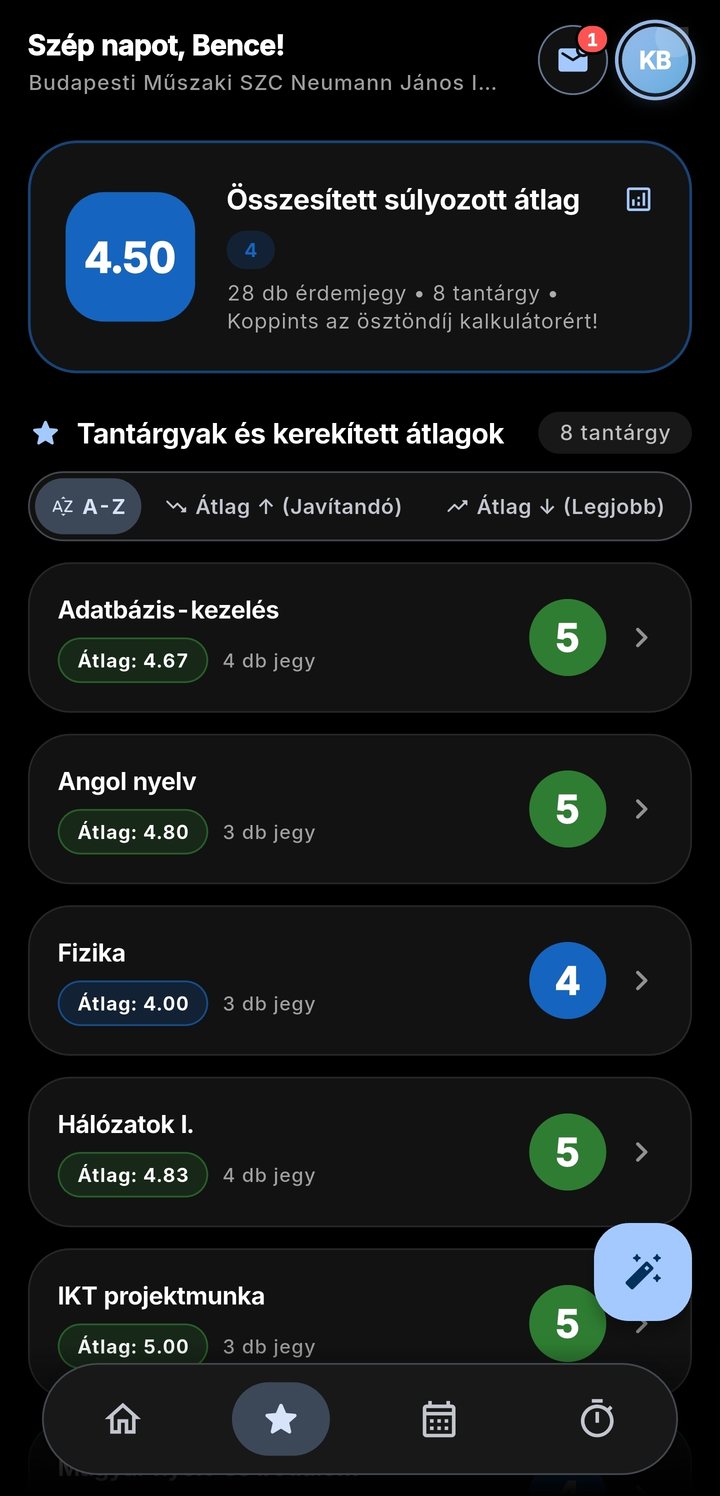 Szép napot, Bence!
1
KB
Budapesti Műszaki SZC Neumann János I...
4.50
Összesített súlyozott átlag
4
28 db érdemjegy • 8 tantárgy •
Koppints az ösztöndíj kalkulátorért!
Tantárgyak és kerekített átlagok
8 tantárgy
A-Z A-Z
Átlag ↑ (Javítandó)
Átlag ↓ (Legjobb)
Adatbázis-kezelés
Átlag: 4.67
4 db jegy
5
Angol nyelv
Átlag: 4.80
3 db jegy
5
Fizika
Átlag: 4.00
3 db jegy
4
Hálózatok I.
Átlag: 4.83
4 db jegy
5
IKT projektmunka
Átlag: 5.00
3 db jegy
5